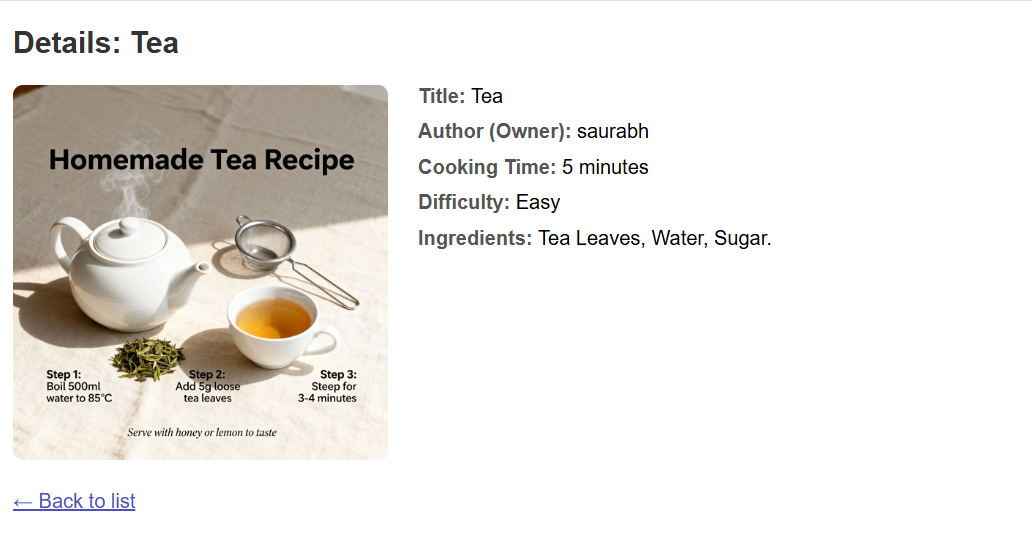 Details: Tea
Homemade Tea Recipe
Step 1:
Boil 500ml
water to 85°C
Step 2:
Add 5g loose
tea leaves
Step 3:
Steep for
3-4 minutes
Serve with honey or lemon to taste
Title: Tea
Author (Owner): saurabh
Cooking Time: 5 minutes
Difficulty: Easy
Ingredients: Tea Leaves, Water, Sugar.
← Back to list